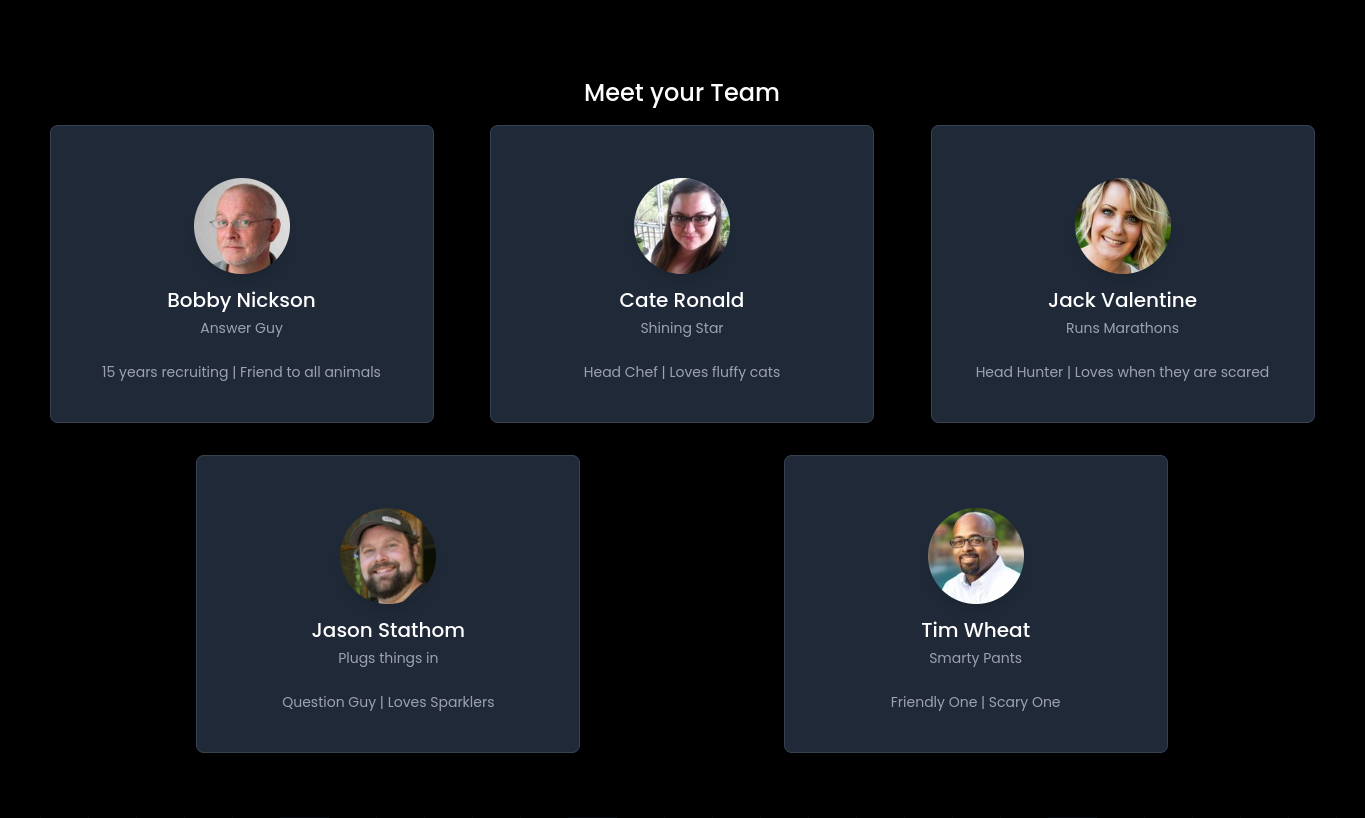 Meet your Team
Bobby Nickson
Answer Guy
15 years recruiting | Friend to all animals
Cate Ronald
Shining Star
Head Chef | Loves fluffy cats
Jack Valentine
Runs Marathons
Head Hunter | Loves when they are scared
Jason Stathom
Plugs things in
Question Guy | Loves Sparklers
Tim Wheat
Smarty Pants
Friendly One | Scary One